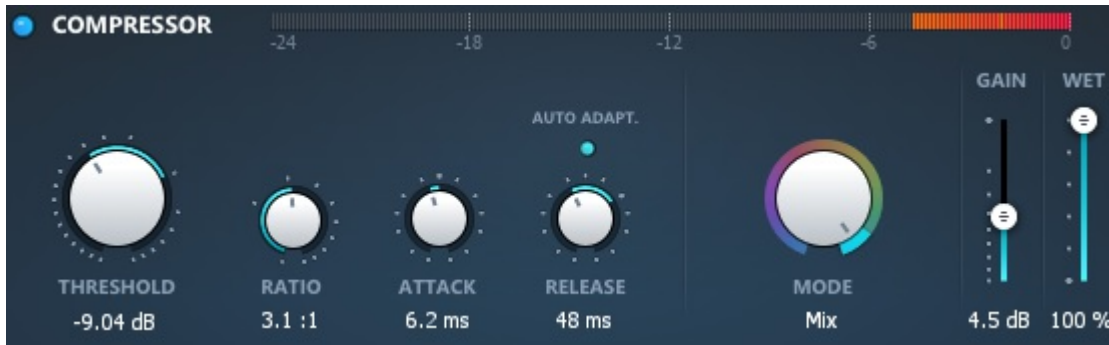 COMPRESSOR
-24 -18 -12 -6 0
GAIN WET
AUTO ADAPT.
THRESHOLD RATIO ATTACK RELEASE MODE
-9.04 dB 3.1 :1 6.2 ms 48 ms Mix 4.5 dB 100 %